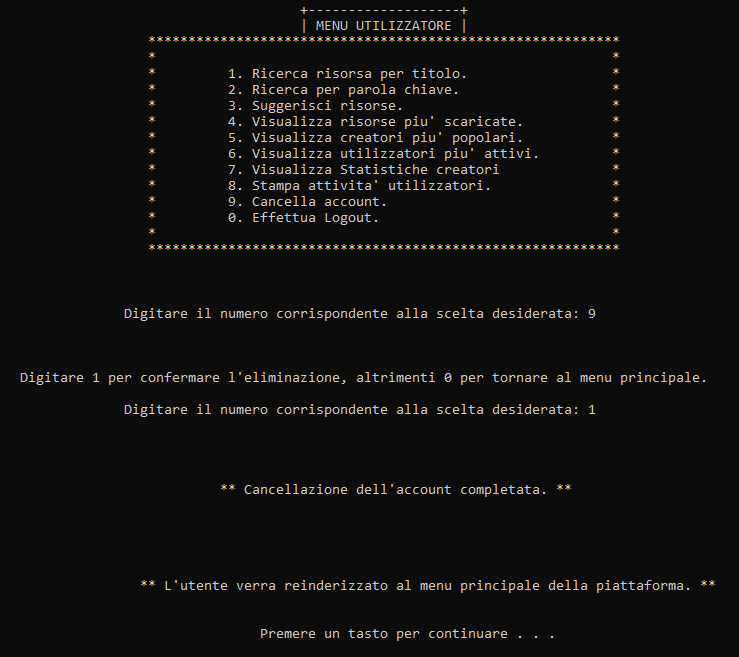 +-------------------+
| MENU UTILIZZATORE |
***********************************************************
* *
* 1. Ricerca risorsa per titolo. *
* 2. Ricerca per parola chiave. *
* 3. Suggerisci risorse. *
* 4. Visualizza risorse piu' scaricate. *
* 5. Visualizza creatori piu' popolari. *
* 6. Visualizza utilizzatori piu' attivi. *
* 7. Visualizza Statistiche creatori *
* 8. Stampa attivita' utilizzatori. *
* 9. Cancella account. *
* 0. Effettua Logout. *
* *
***********************************************************
Digitare il numero corrispondente alla scelta desiderata: 9
Digitare 1 per confermare l'eliminazione, altrimenti 0 per tornare al menu principale.
Digitare il numero corrispondente alla scelta desiderata: 1
** Cancellazione dell'account completata. **
** L'utente verra reinderizzato al menu principale della piattaforma. **
Premere un tasto per continuare . . .